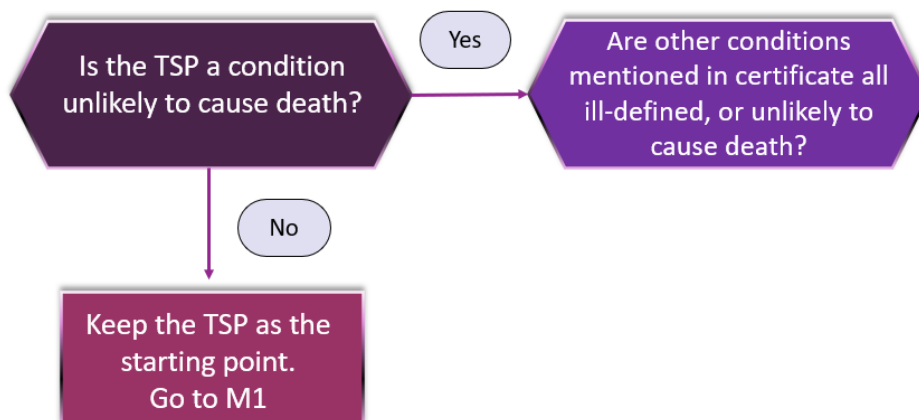 Is the TSP a condition
unlikely to cause death?
Yes
Are other conditions
mentioned in certificate all
ill-defined, or unlikely to
cause death?
No
Keep the TSP as the
starting point.
Go to M1